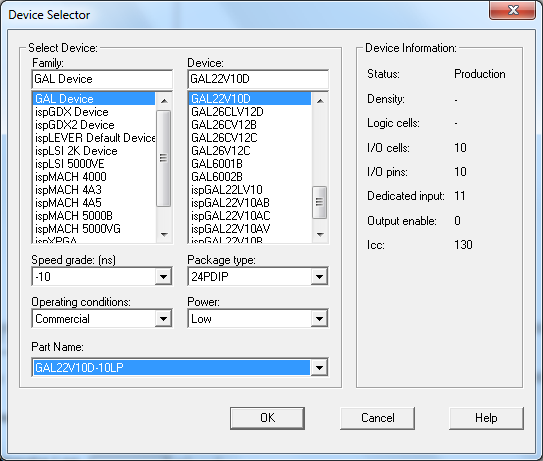 Device Selector
Select Device:
Family:
GAL Device
GAL Device
ispGDX Device
ispGDX2 Device
ispLEVER Default Device
ispLSI 2K Device
ispLSI 5000VE
ispMACH 4000
ispMACH 4A3
ispMACH 4A5
ispMACH 5000B
ispMACH 5000VG
ispXPGA
Device:
GAL22V10D
GAL22V10D
GAL26CLV12D
GAL26CV12B
GAL26CV12C
GAL26V12C
GAL6001B
GAL6002B
ispGAL22LV10
ispGAL22V10AB
ispGAL22V10AC
ispGAL22V10AV
ispGAL22V10B
Speed grade: (ns)
-10
Package type:
24PDIP
Operating conditions:
Commercial
Power:
Low
Part Name:
GAL22V10D-10LP
Device Information:
Status: Production
Density: -
Logic cells: -
I/O cells: 10
I/O pins: 10
Dedicated input: 11
Output enable: 0
Icc: 130
OK
Cancel
Help